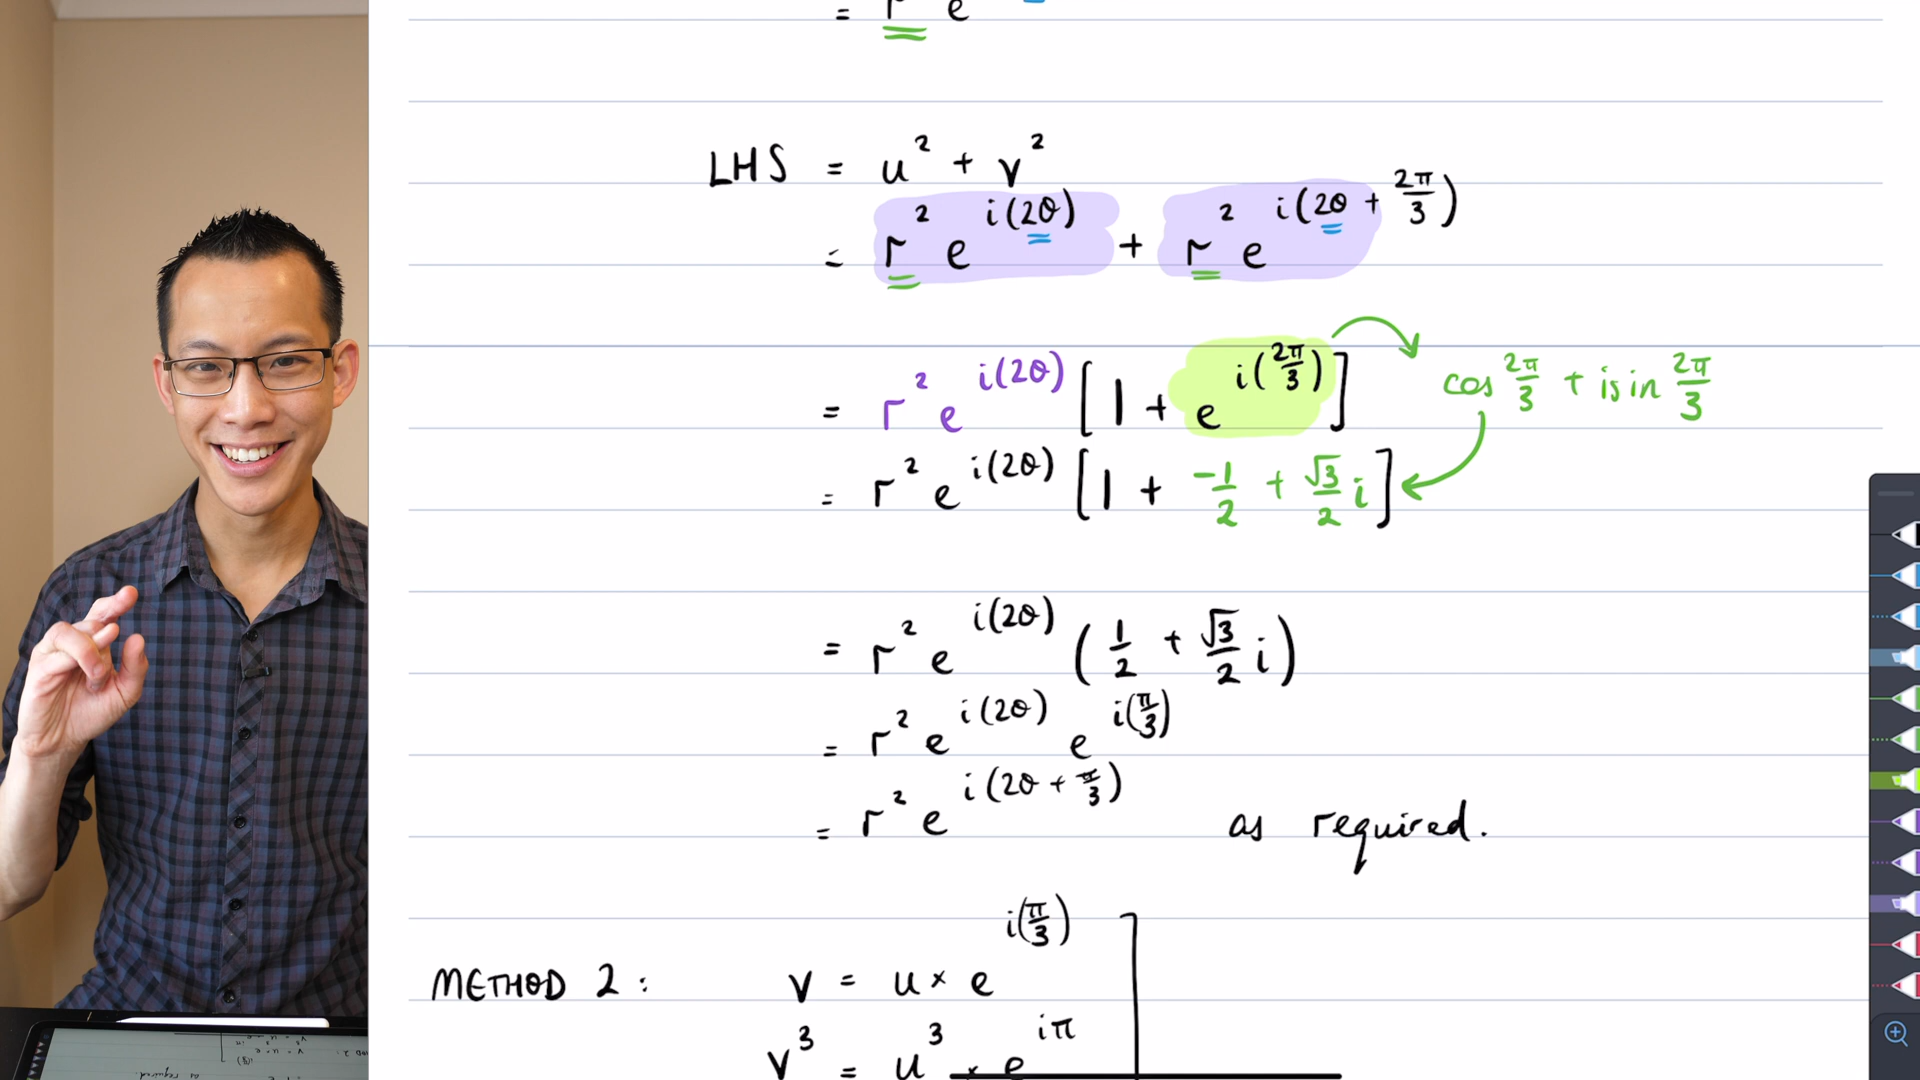 = r e
LHS = u² + v²
= r² e^{i(2θ)} + r² e^{i(2θ + 2π/3)}
= r² e^{i(2θ)} [1 + e^{i(2π/3)}] cos 2π/3 + i sin 2π/3
= r² e^{i(2θ)} [1 + -1/2 + √3/2 i]
= r² e^{i(2θ)} (1/2 + √3/2 i)
= r² e^{i(2θ)} e^{i(π/3)}
= r² e^{i(2θ + π/3)} as required.
METHOD 2: v = u × e^{i(π/3)}
v³ = u³ × e^{iπ}